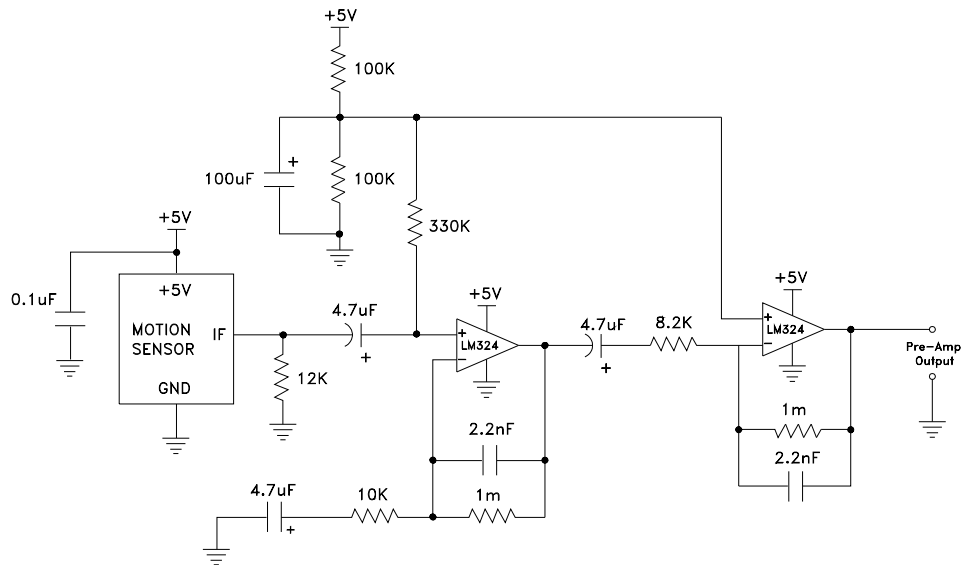 +5V
100K
+
100uF
100K
+5V
330K
0.1uF
+5V
MOTION
SENSOR
IF
GND
12K
4.7uF
+
+5V
+
LM324
−
4.7uF
+
8.2K
+5V
+
LM324
−
Pre-Amp
Output
1m
2.2nF
2.2nF
1m
4.7uF
+
10K